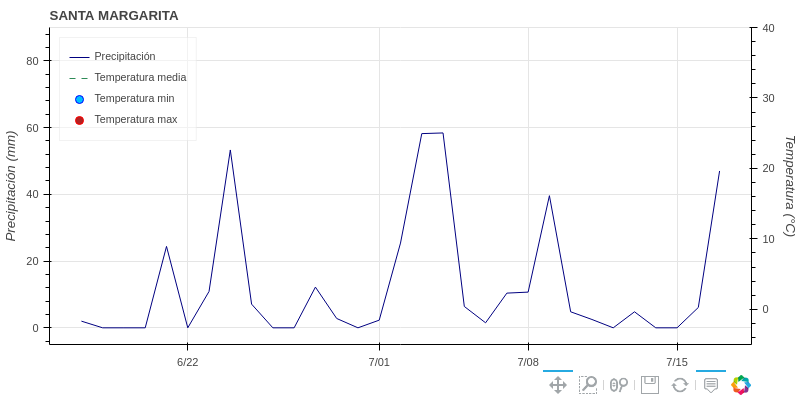 SANTA MARGARITA
Precipitación
Temperatura media
Temperatura min
Temperatura max
Precipitación (mm)
80
60
40
20
0
Temperatura (°C)
40
30
20
10
0
6/22
7/01
7/08
7/15